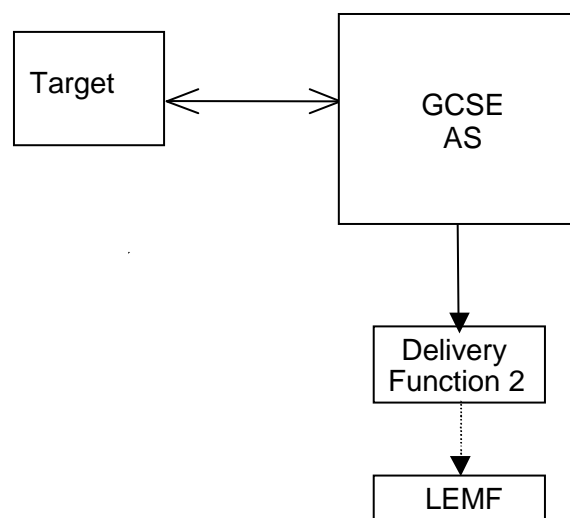 Target
GCSE
AS
Delivery
Function 2
LEMF